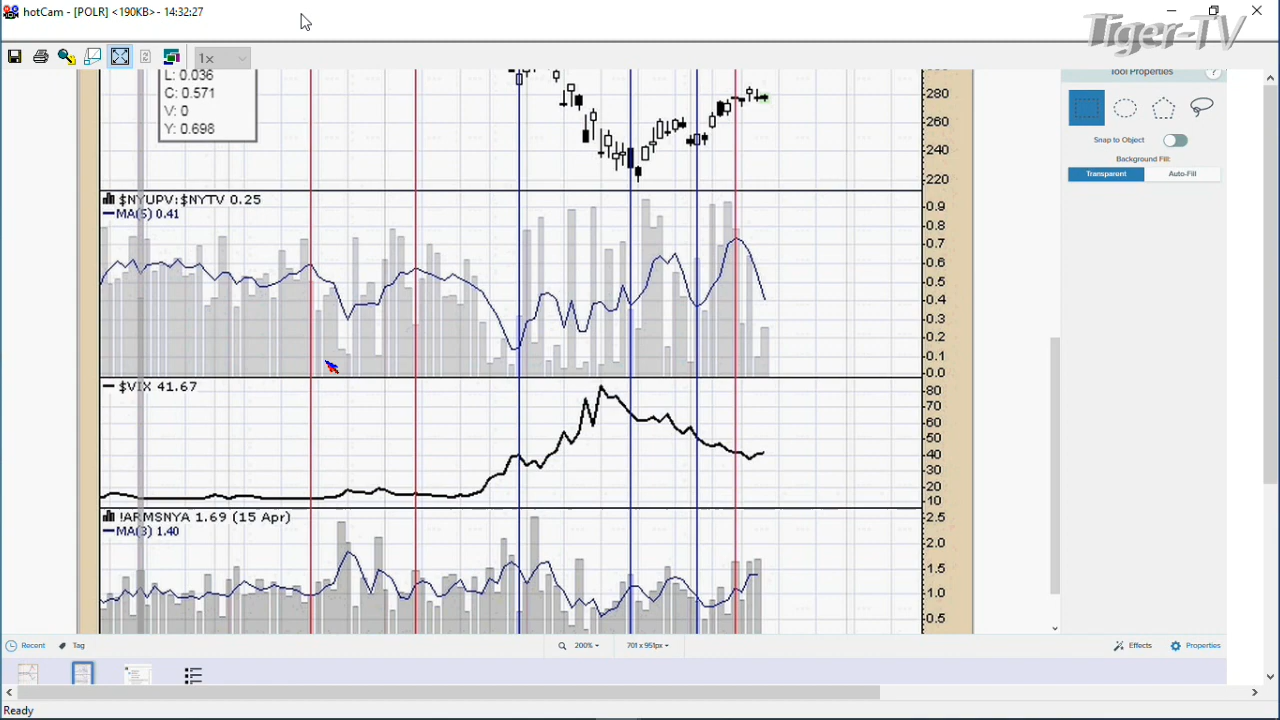 hotCam - [POLR] <190KB> - 14:32:27
Tiger-TV
1x
Tool Properties
?
L: 0.036
C: 0.571
V: 0
Y: 0.698
280
260
240
220
Snap to Object
Background Fill:
Transparent
Auto-Fill
$NYUPV:$NYTV 0.25
MA(5) 0.41
0.9
0.8
0.7
0.6
0.5
0.4
0.3
0.2
0.1
0.0
$VIX 41.67
80
70
60
50
40
30
20
10
!ARMSNYA 1.69 (15 Apr)
MA(3) 1.40
2.5
2.0
1.5
1.0
0.5
Recent
Tag
200%
701 x 951px
Effects
Properties
Ready